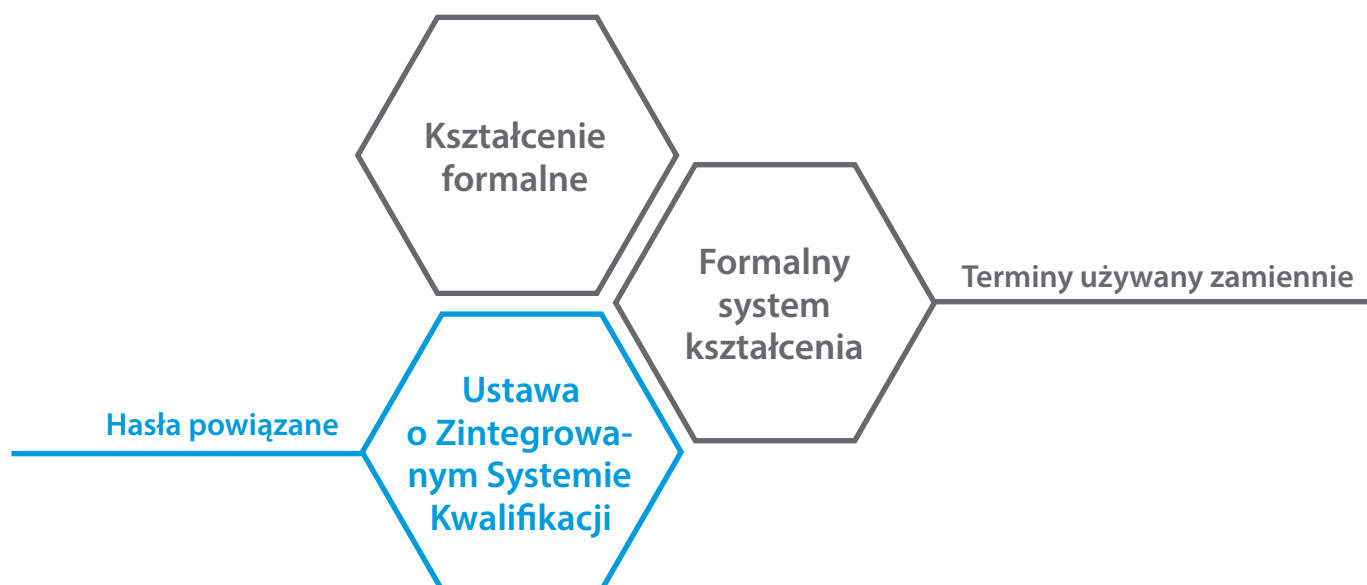 Kształcenie
formalne
Formalny
system
kształcenia
Terminy używany zamiennie
Hasła powiązane
Ustawa
o Zintegrowa-
nym Systemie
Kwalifikacji